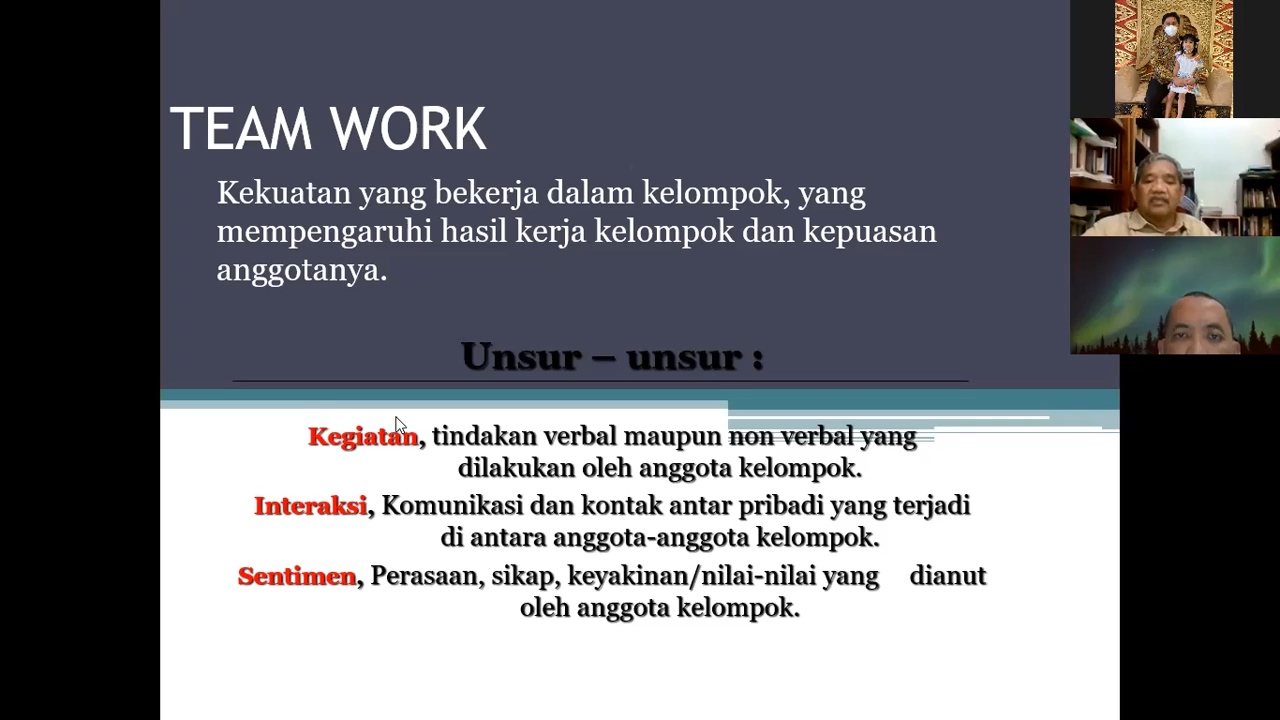 TEAM WORK
Kekuatan yang bekerja dalam kelompok, yang
mempengaruhi hasil kerja kelompok dan kepuasan
anggotanya.
Unsur – unsur :
Kegiatan, tindakan verbal maupun non verbal yang
dilakukan oleh anggota kelompok.
Interaksi, Komunikasi dan kontak antar pribadi yang terjadi
di antara anggota-anggota kelompok.
Sentimen, Perasaan, sikap, keyakinan/nilai-nilai yang dianut
oleh anggota kelompok.